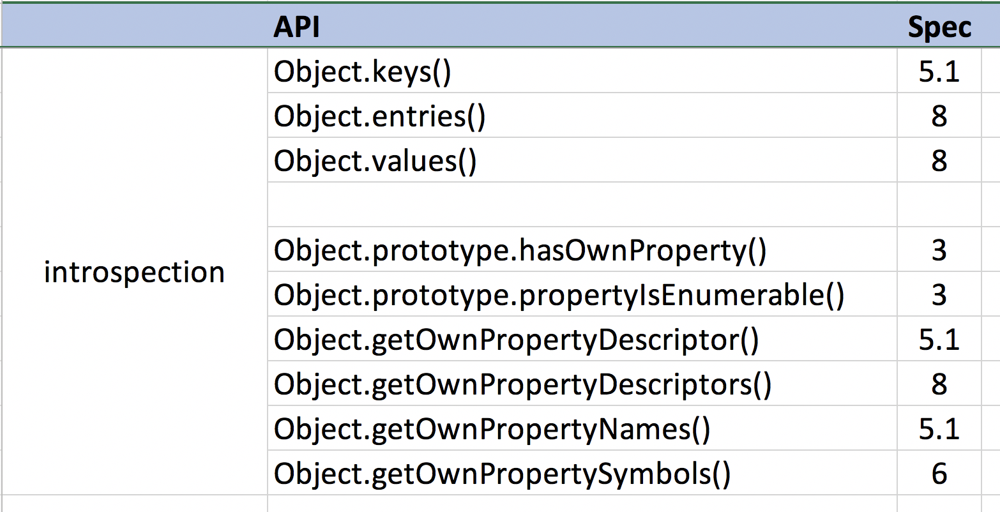 API Spec
Object.keys() 5.1
Object.entries() 8
Object.values() 8
Object.prototype.hasOwnProperty() 3
introspection
Object.prototype.propertyIsEnumerable() 3
Object.getOwnPropertyDescriptor() 5.1
Object.getOwnPropertyDescriptors() 8
Object.getOwnPropertyNames() 5.1
Object.getOwnPropertySymbols() 6